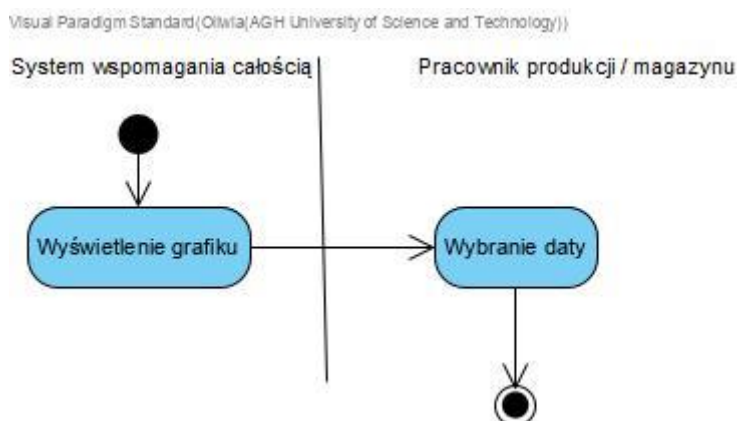 Visual Paradigm Standard(Oliwia(AGH University of Science and Technology))
System wspomagania całością
Pracownik produkcji / magazynu
Wyświetlenie grafiku
Wybranie daty